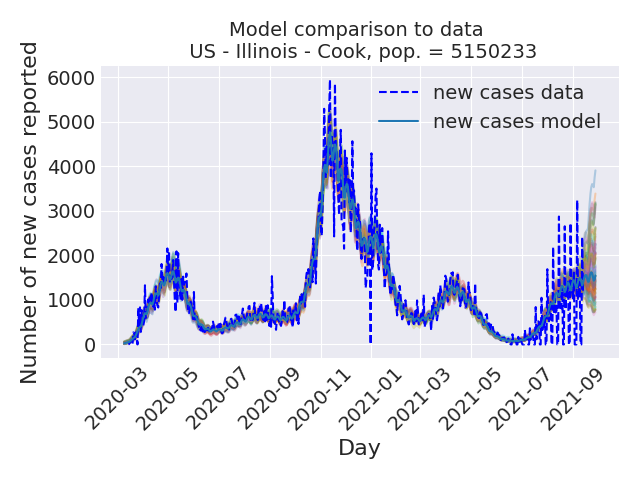 Model comparison to data
US - Illinois - Cook, pop. = 5150233
Number of new cases reported
6000
5000
4000
3000
2000
1000
0
new cases data
new cases model
2020-03
2020-05
2020-07
2020-09
2020-11
2021-01
2021-03
2021-05
2021-07
2021-09
Day